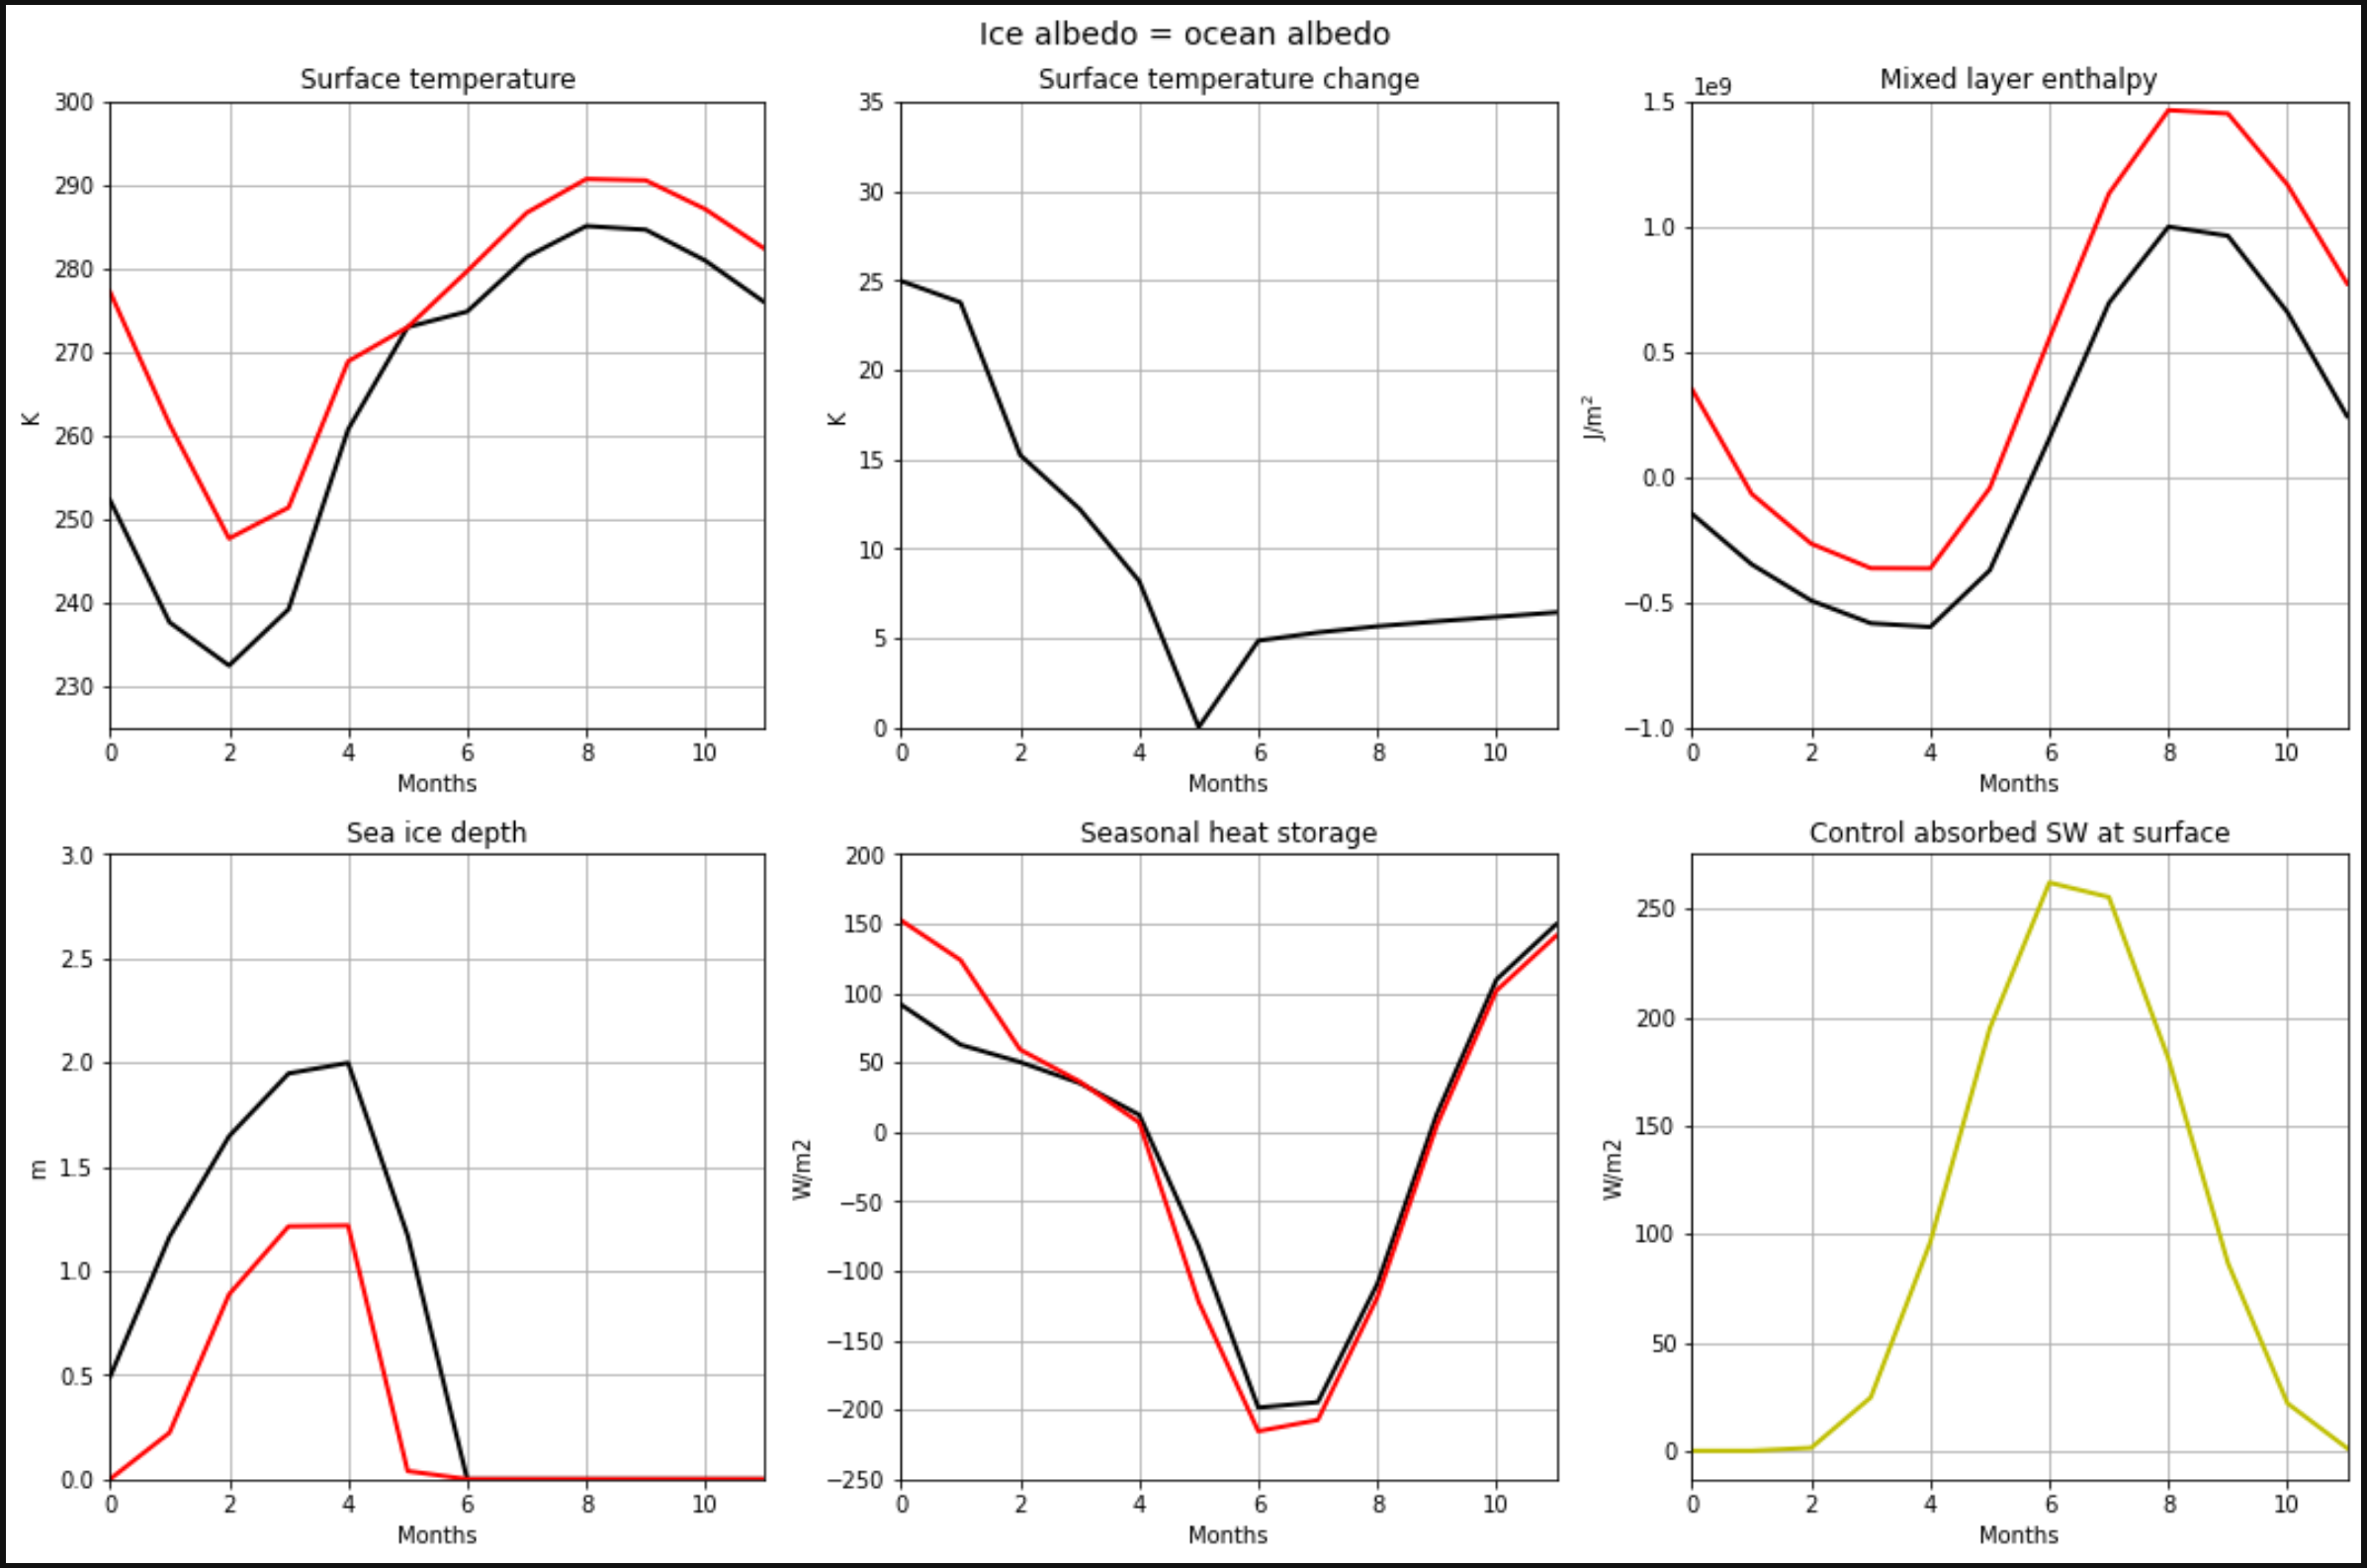 Ice albedo = ocean albedo
Surface temperature
300
290
280
270
260
250
240
230
K
0 2 4 6 8 10
Months
Surface temperature change
35
30
25
20
15
10
5
0
K
0 2 4 6 8 10
Months
Mixed layer enthalpy
1e9
1.5
1.0
0.5
0.0
−0.5
−1.0
J/m²
0 2 4 6 8 10
Months
Sea ice depth
3.0
2.5
2.0
1.5
1.0
0.5
0.0
m
0 2 4 6 8 10
Months
Seasonal heat storage
200
150
100
50
0
−50
−100
−150
−200
−250
W/m2
0 2 4 6 8 10
Months
Control absorbed SW at surface
250
200
150
100
50
0
W/m2
0 2 4 6 8 10
Months